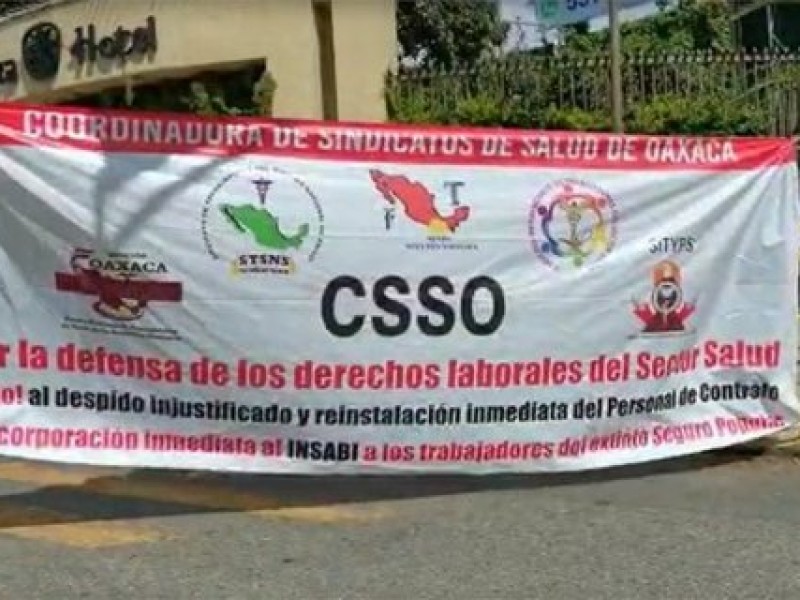 Hotel
COORDINADORA DE SINDICATOS DE SALUD DE OAXACA
STSNS
F T
SITYPS
OAXACA
CSSO
r la defensa de los derechos laborales del Sector Salud
o! al despido Injustificado y reinstalación inmediata del Personal de Contrato
corporación inmediata al INSABI a los trabajadores del extinto Seguro Popular